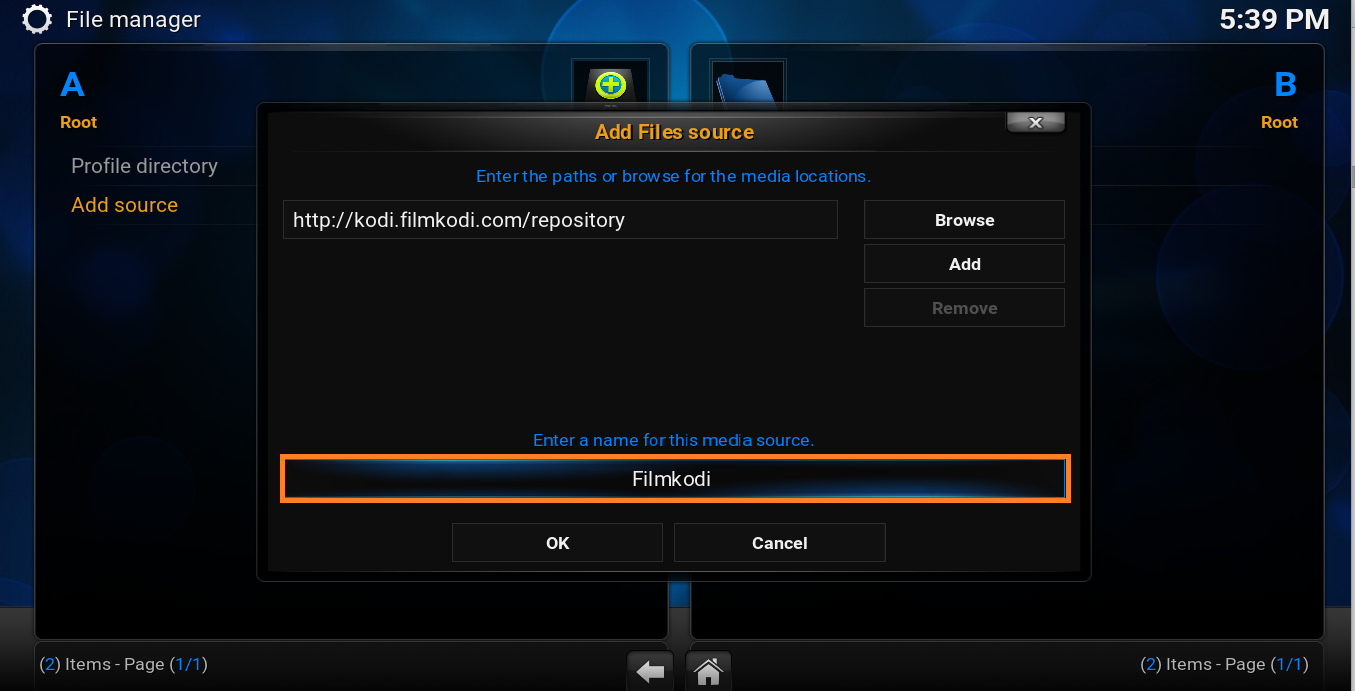 File manager
5:39 PM
A
B
Root
Root
Profile directory
Add source
Add Files source
Enter the paths or browse for the media locations.
http://kodi.filmkodi.com/repository
Browse
Add
Remove
Enter a name for this media source.
Filmkodi
OK
Cancel
(2) Items - Page (1/1)
(2) Items - Page (1/1)